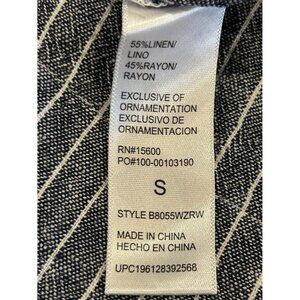 55%LINEN/
LINO
45%RAYON/
RAYON
EXCLUSIVE OF
ORNAMENTATION
EXCLUSIVO DE
ORNAMENTACION
RN#15600
PO#100-00103190
S
STYLE B8055WZRW
MADE IN CHINA
HECHO EN CHINA
UPC196128392568